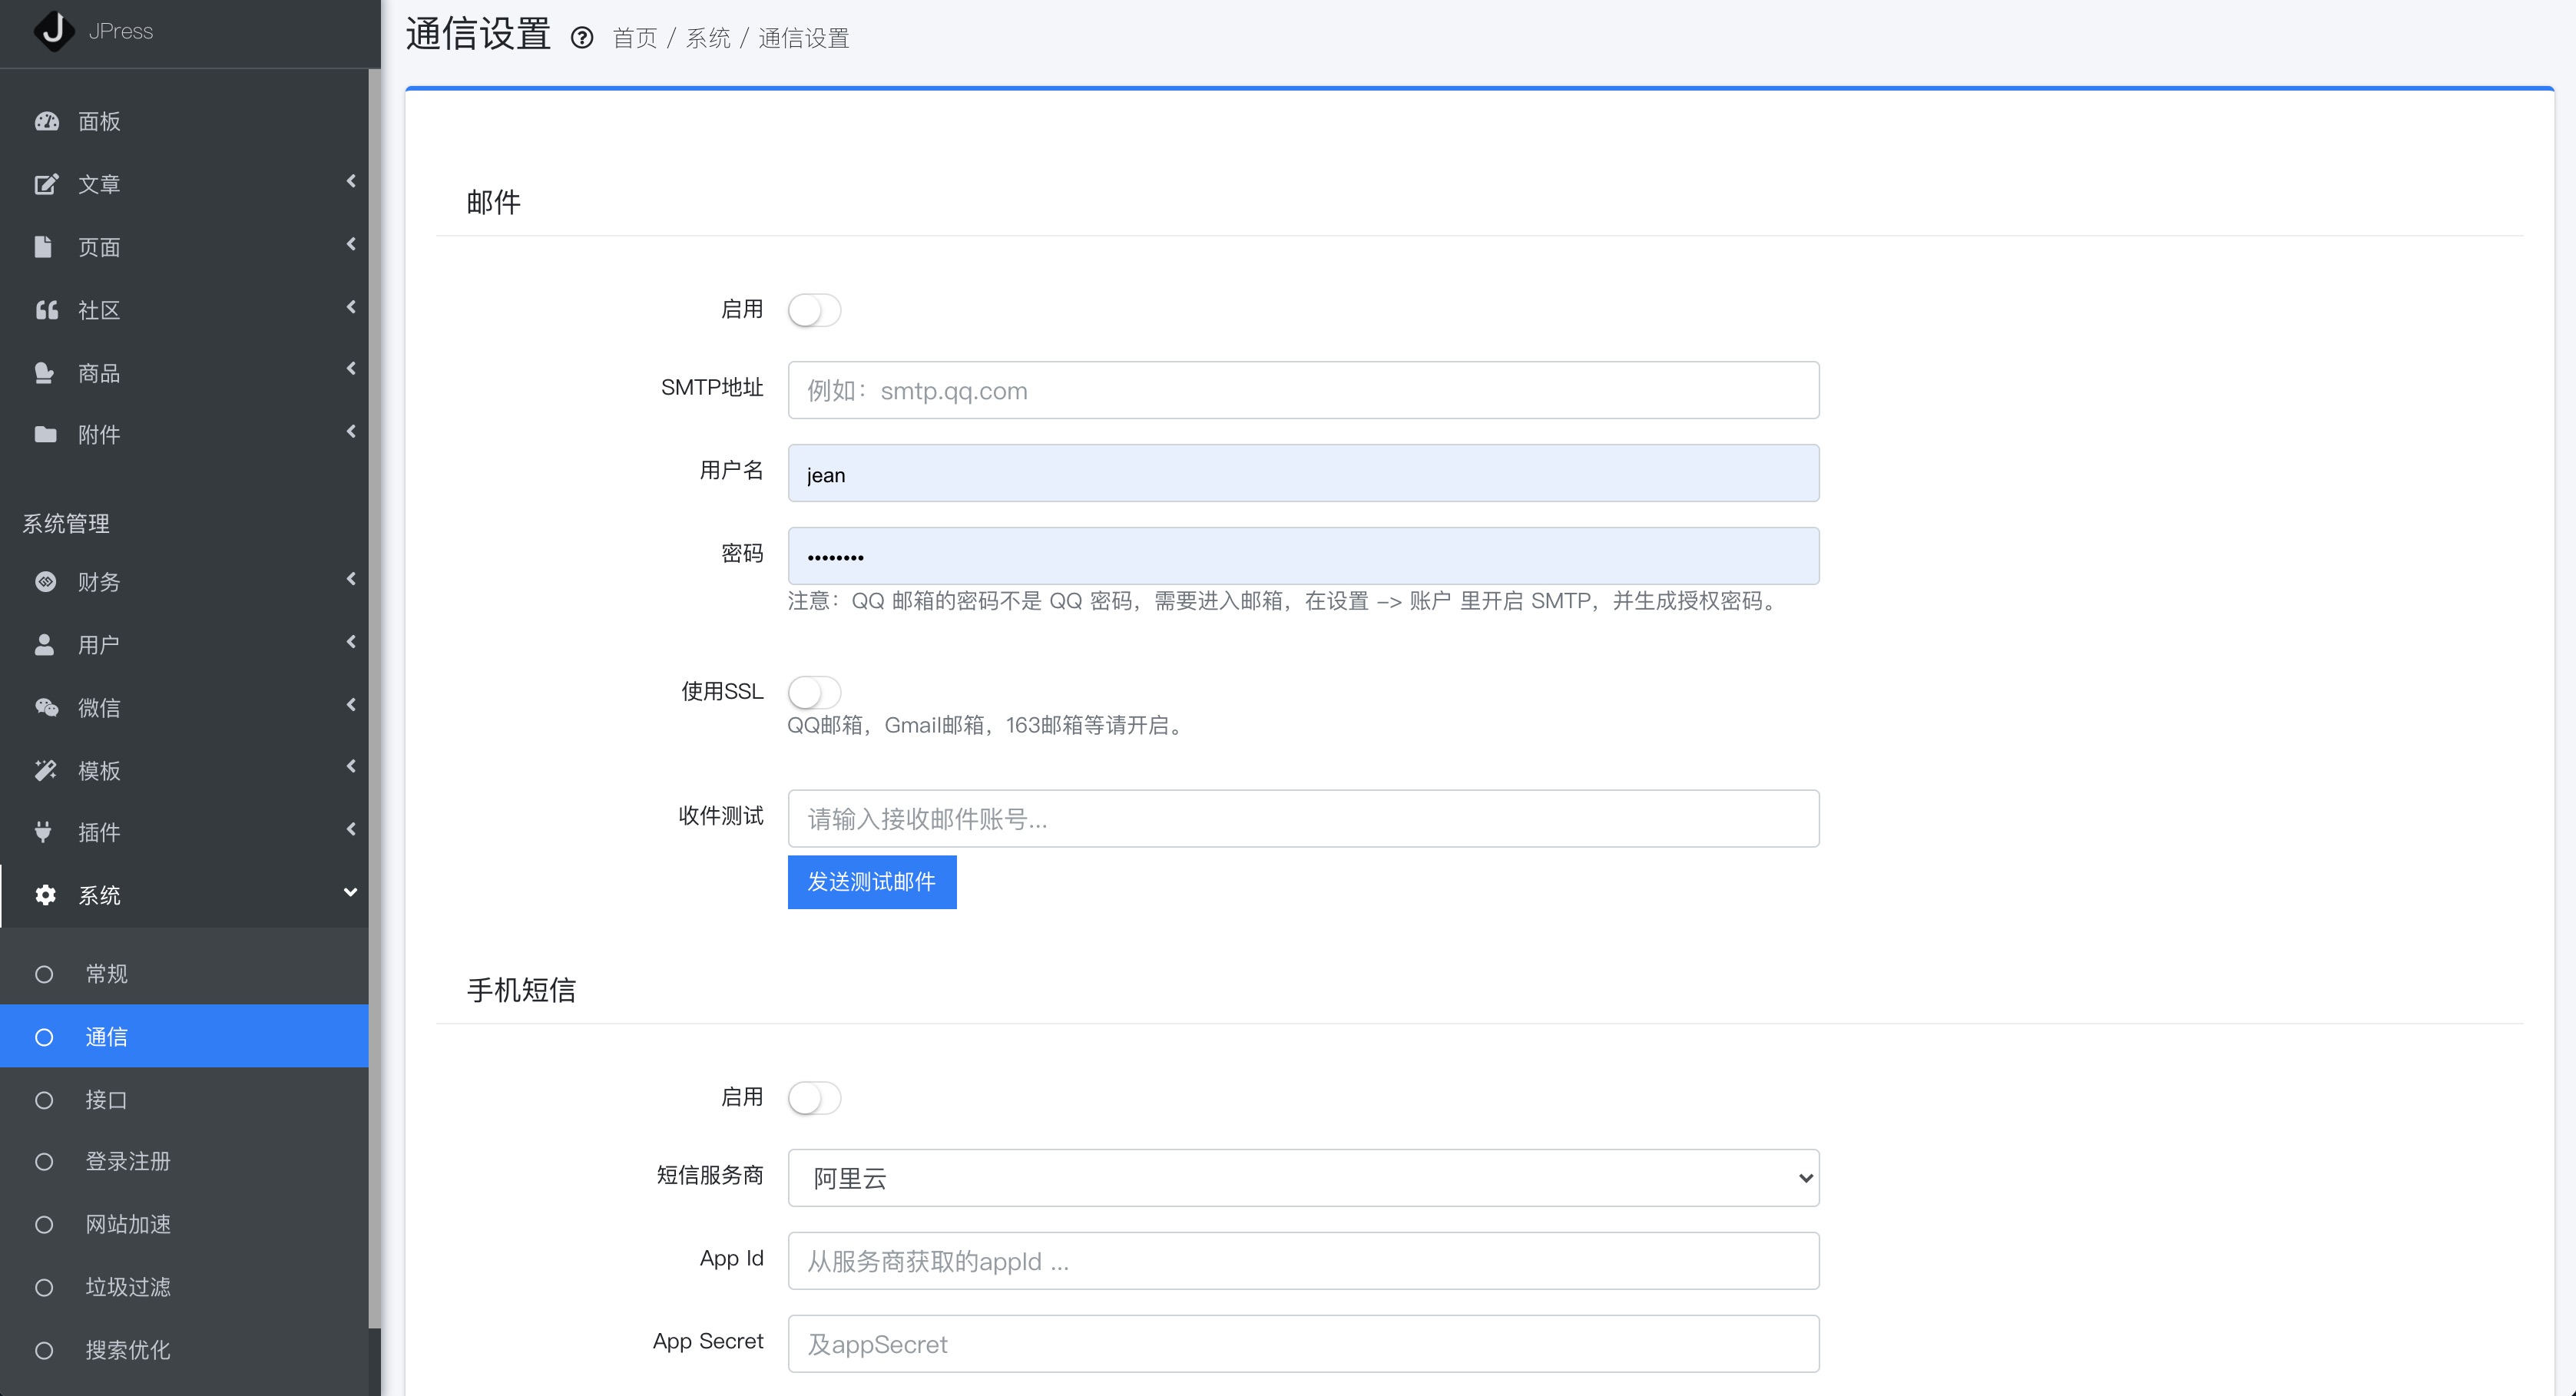 JPress
面板
文章
页面
社区
商品
附件
系统管理
财务
用户
微信
模板
插件
系统
常规
通信
接口
登录注册
网站加速
垃圾过滤
搜索优化
通信设置 首页 / 系统 / 通信设置
邮件
启用
SMTP地址 例如：smtp.qq.com
用户名 jean
密码 ••••••••
注意：QQ 邮箱的密码不是 QQ 密码，需要进入邮箱，在设置 –> 账户 里开启 SMTP，并生成授权密码。
使用SSL
QQ邮箱，Gmail邮箱，163邮箱等请开启。
收件测试 请输入接收邮件账号...
发送测试邮件
手机短信
启用
短信服务商 阿里云
App Id 从服务商获取的appId ...
App Secret 及appSecret